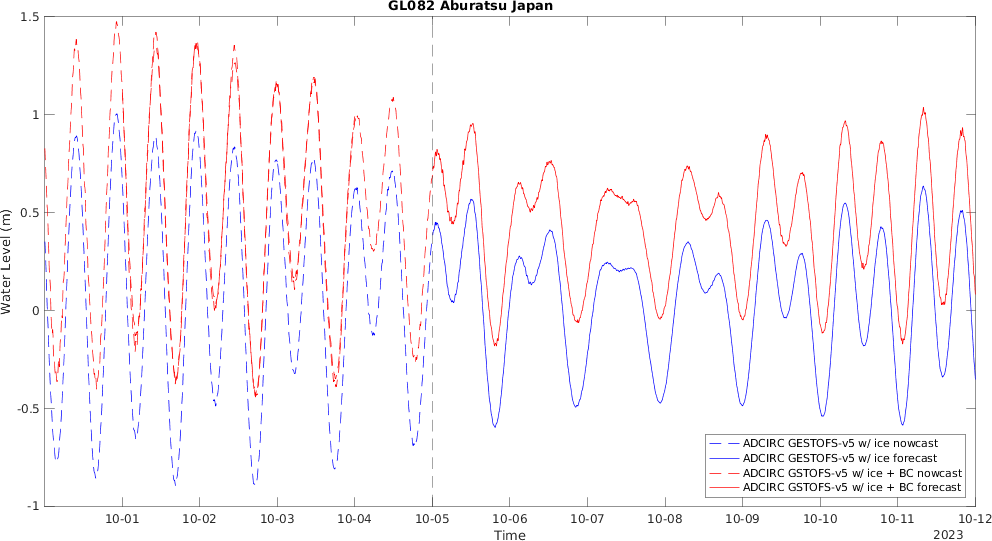 GL082 Aburatsu Japan
1.5
1
0.5
0
-0.5
-1
Water Level (m)
10-01 10-02 10-03 10-04 10-05 10-06 10-07 10-08 10-09 10-10 10-11 10-12
Time
2023
ADCIRC GESTOFS-v5 w/ ice nowcast
ADCIRC GESTOFS-v5 w/ ice forecast
ADCIRC GSTOFS-v5 w/ ice + BC nowcast
ADCIRC GSTOFS-v5 w/ ice + BC forecast